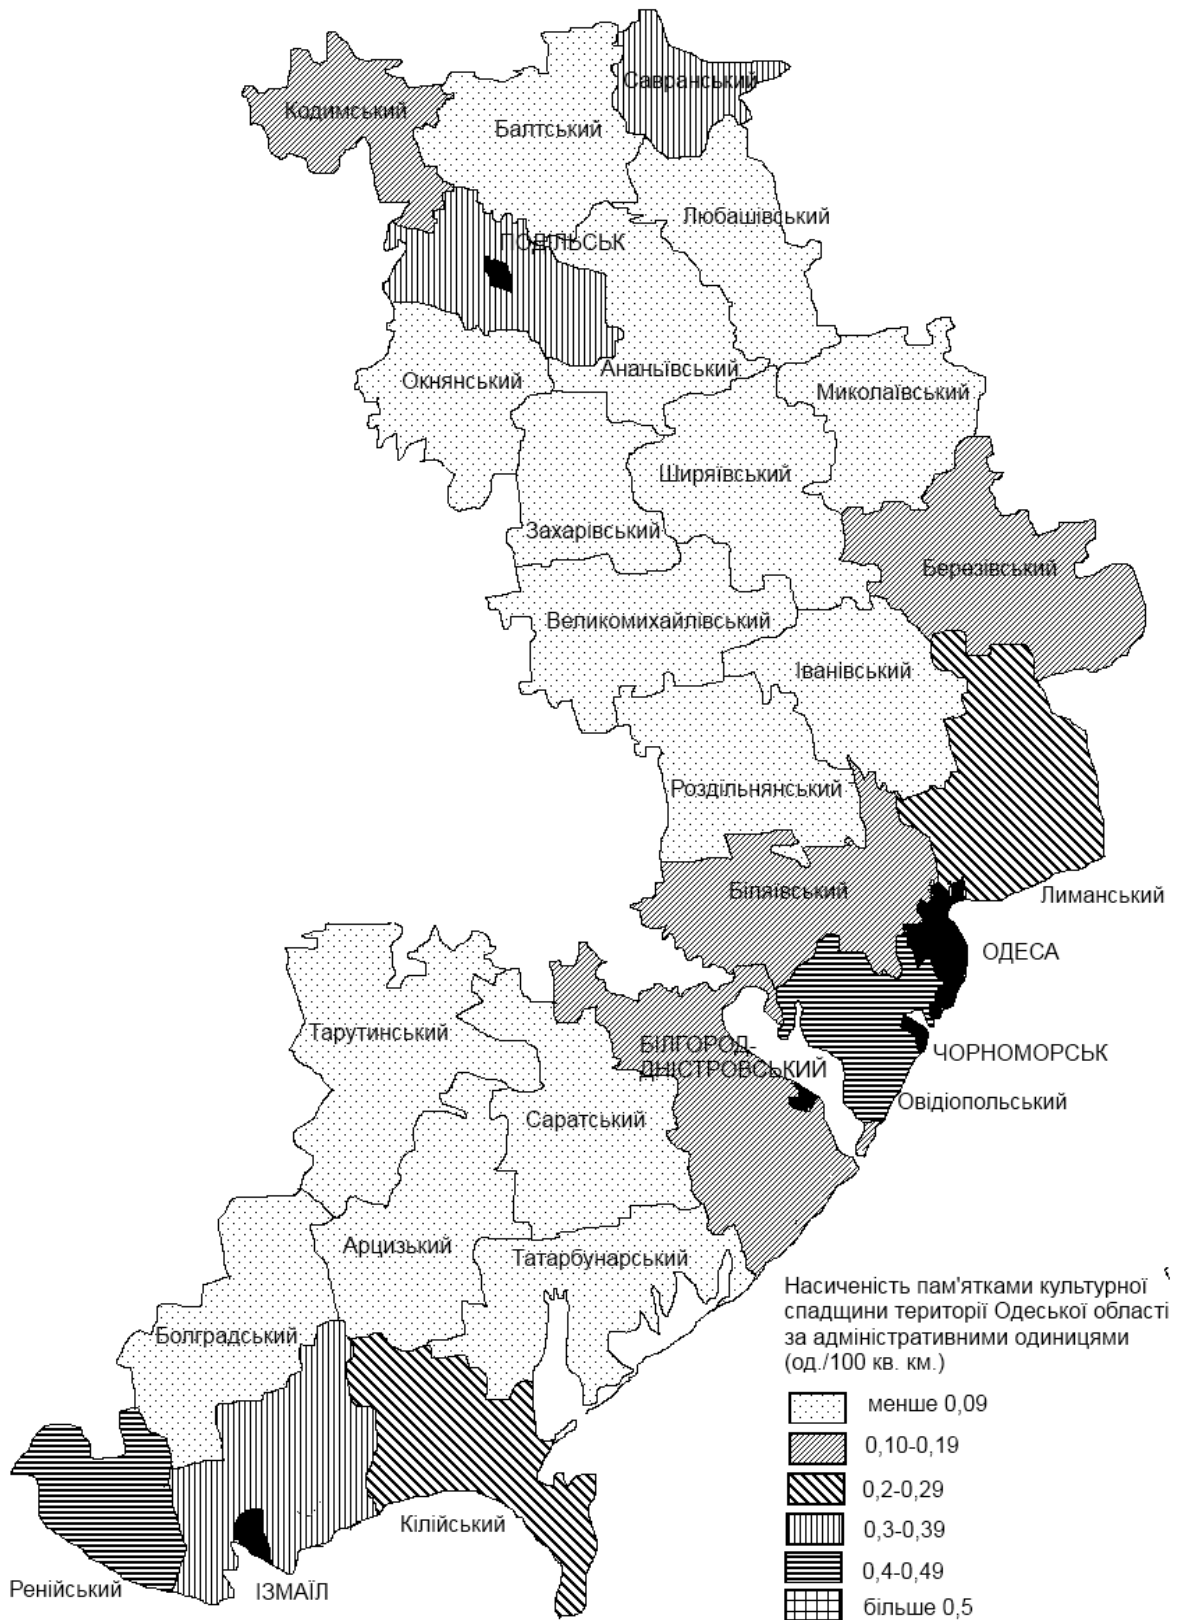 Савранський
Кодимський
Балтський
Любашівський
ПОДІЛЬСЬК
Ананьївський
Окнянський
Миколаївський
Ширяївський
Захарівський
Березівський
Великомихайлівський
Іванівський
Роздільнянський
Біляївський
Лиманський
ОДЕСА
Тарутинський
БІЛГОРОД-
ДНІСТРОВСЬКИЙ
ЧОРНОМОРСЬК
Овідіопольський
Саратський
Арцизький
Татарбунарський
Болградський
Кілійський
Ренійський
ІЗМАЇЛ
Насиченість пам'ятками культурної
спадщини території Одеської області
за адміністративними одиницями
(од./100 кв. км.)
менше 0,09
0,10-0,19
0,2-0,29
0,3-0,39
0,4-0,49
більше 0,5